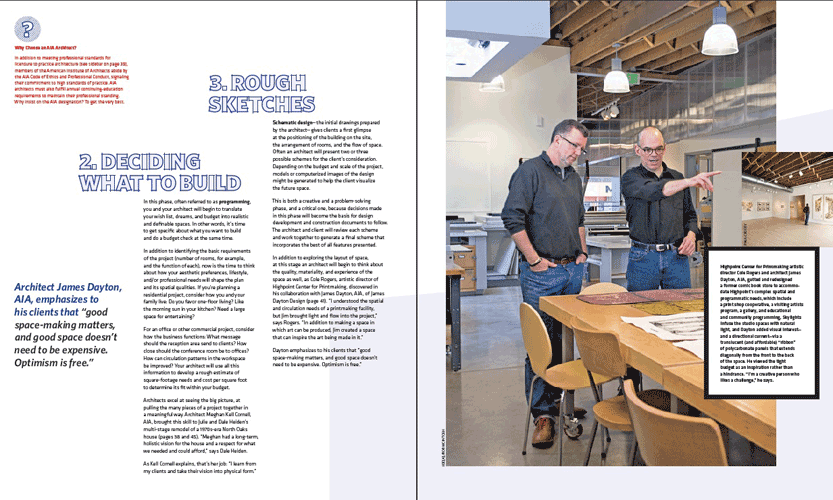 ?
Why Choose an AIA Architect?
In addition to meeting professional standards for
licensure to practice architecture (see sidebar on page 38),
members of the American Institute of Architects abide by
the AIA Code of Ethics and Professional Conduct, signaling
their commitment to high standards of practice. AIA
architects must also fulfill annual continuing-education
requirements to maintain their professional standing.
Why insist on the AIA designation? To get the very best.
Architect James Dayton,
AIA, emphasizes to
his clients that “good
space-making matters,
and good space doesn’t
need to be expensive.
Optimism is free.”
2. DECIDING
WHAT TO BUILD
In this phase, often referred to as programming,
you and your architect will begin to translate
your wish list, dreams, and budget into realistic
and definable spaces. In other words, it’s time
to get specific about what you want to build
and do a budget check at the same time.
In addition to identifying the basic requirements
of the project (number of rooms, for example,
and the function of each), now is the time to think
about how your aesthetic preferences, lifestyle,
and/or professional needs will shape the plan
and its spatial qualities. If you’re planning a
residential project, consider how you and your
family live: Do you favor one-floor living? Like
the morning sun in your kitchen? Need a large
space for entertaining?
For an office or other commercial project, consider
how the business functions: What message
should the reception area send to clients? How
close should the conference room be to offices?
How can circulation patterns in the workspace
be improved? Your architect will use all this
information to develop a rough estimate of
square-footage needs and cost per square foot
to determine its fit within your budget.
Architects excel at seeing the big picture, at
pulling the many pieces of a project together in
a meaningful way. Architect Meghan Kell Cornell,
AIA, brought this skill to Julie and Dale Helden's
multi-stage remodel of a 1970s-era North Oaks
house (pages 38 and 45). “Meghan had a long-term,
holistic vision for the house and a respect for what
we needed and could afford,” says Dale Helden.
As Kell Cornell explains, that’s her job: “I learn from
my clients and take their vision into physical form.”
3. ROUGH
SKETCHES
Schematic design—the initial drawings prepared
by the architect—gives clients a first glimpse
at the positioning of the building on the site,
the arrangement of rooms, and the flow of space.
Often an architect will present two or three
possible schemes for the client’s consideration.
Depending on the budget and scale of the project,
models or computerized images of the design
might be generated to help the client visualize
the future space.
This is both a creative and a problem-solving
phase, and a critical one, because decisions made
in this phase will become the basis for design
development and construction documents to follow.
The architect and client will review each scheme
and work together to generate a final scheme that
incorporates the best of all features presented.
In addition to exploring the layout of space,
at this stage an architect will begin to think about
the quality, materiality, and experience of the
space as well, as Cole Rogers, artistic director of
Highpoint Center for Printmaking, discovered in
his collaboration with James Dayton, AIA, of James
Dayton Design (page 41). “I understood the spatial
and circulation needs of a printmaking facility,
but Jim brought light and flow into the project,”
says Rogers. “In addition to making a space in
which art can be produced, Jim created a space
that can inspire the art being made in it.”
Dayton emphasizes to his clients that “good
space-making matters, and good space doesn’t
need to be expensive. Optimism is free.”
Highpoint Center for Printmaking artistic
director Cole Rogers and architect James
Dayton, AIA, gutted and redesigned
a former comic book store to accommo-
date Highpoint’s complex spatial and
programmatic needs, which include
a print shop cooperative, a visiting artists
program, a gallery, and educational
and community programming. Skylights
infuse the studio spaces with natural
light, and Dayton added visual interest—
and a directional current—via a
translucent (and affordable) “ribbon”
of polycarbonate panels that extends
diagonally from the front to the back
of the space. He viewed the tight
budget as an inspiration rather than
a hindrance. “I’m a creative person who
likes a challenge,” he says.